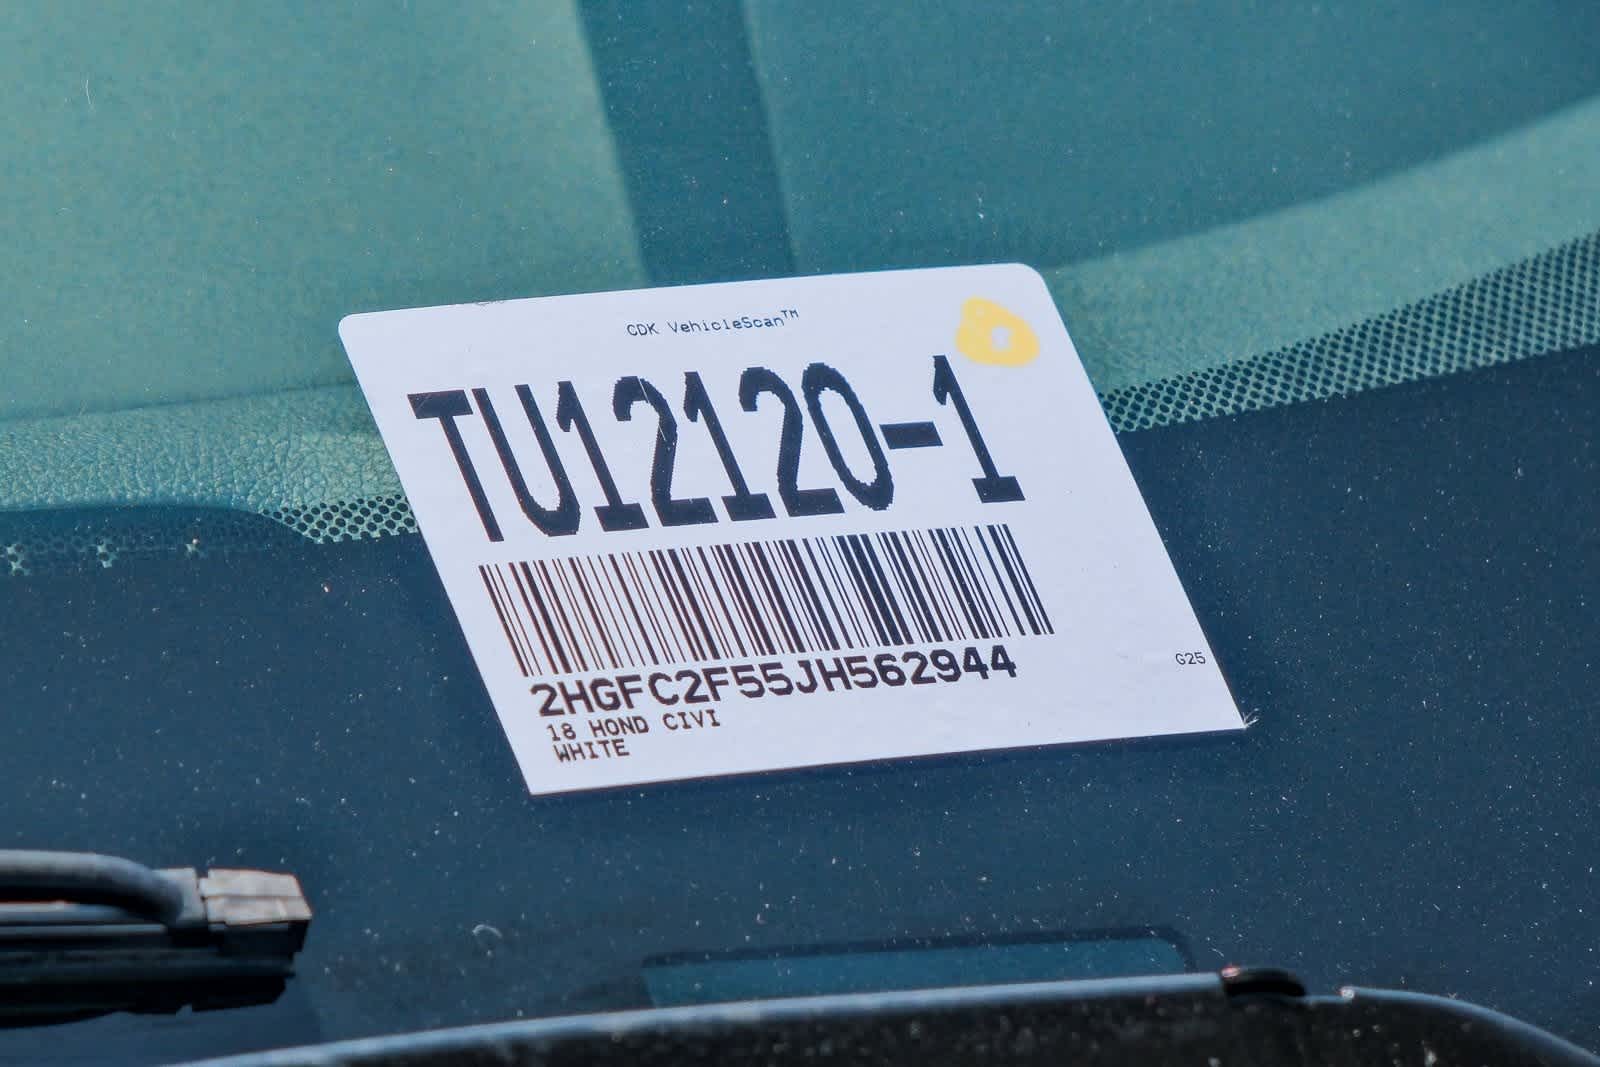 CDK VehicleScan™
TU12120-1
2HGFC2F55JH562944
18 HOND CIVI
WHITE
G25